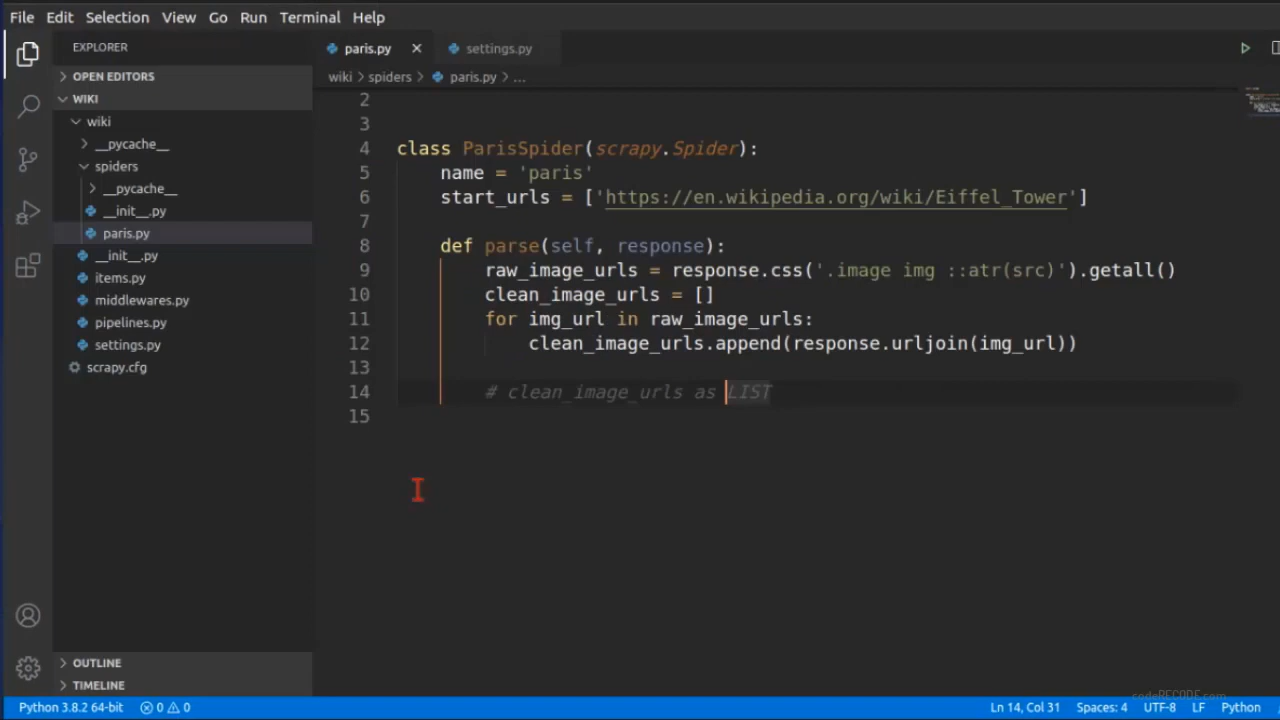 File Edit Selection View Go Run Terminal Help
EXPLORER
OPEN EDITORS
WIKI
wiki
__pycache__
spiders
__pycache__
__init__.py
paris.py
__init__.py
items.py
middlewares.py
pipelines.py
settings.py
scrapy.cfg
OUTLINE
TIMELINE
paris.py settings.py
wiki > spiders > paris.py > ...
2
3
4 class ParisSpider(scrapy.Spider):
5 name = 'paris'
6 start_urls = ['https://en.wikipedia.org/wiki/Eiffel_Tower']
7
8 def parse(self, response):
9 raw_image_urls = response.css('.image img ::atr(src)').getall()
10 clean_image_urls = []
11 for img_url in raw_image_urls:
12 clean_image_urls.append(response.urljoin(img_url))
13
14 # clean_image_urls as LIST
15
codeRECODE.com
Python 3.8.2 64-bit 0 0 Ln 14, Col 31 Spaces: 4 UTF-8 LF Python